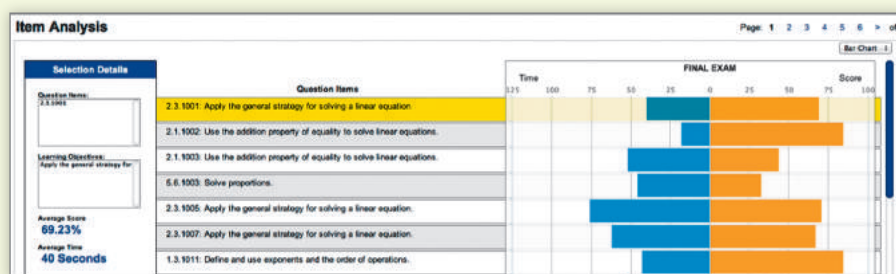 Item Analysis
Page: 1 2 3 4 5 6 > of
Bar Chart
Selection Details
Question Items:
2.3.1001
Learning Objectives:
Apply the general strategy for
Average Score
69.23%
Average Time
40 Seconds
Question Items
2.3.1001: Apply the general strategy for solving a linear equation.
2.1.1002: Use the addition property of equality to solve linear equations.
2.1.1003: Use the addition property of equality to solve linear equations.
5.6.1003: Solve proportions.
2.3.1005: Apply the general strategy for solving a linear equation.
2.3.1007: Apply the general strategy for solving a linear equation.
1.3.1011: Define and use exponents and the order of operations.
FINAL EXAM
Time Score
125 100 75 50 25 0 25 50 75 100